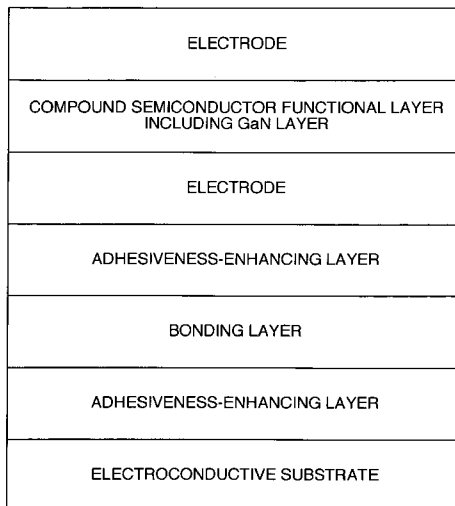 ELECTRODE
COMPOUND SEMICONDUCTOR FUNCTIONAL LAYER
INCLUDING GaN LAYER
ELECTRODE
ADHESIVENESS-ENHANCING LAYER
BONDING LAYER
ADHESIVENESS-ENHANCING LAYER
ELECTROCONDUCTIVE SUBSTRATE